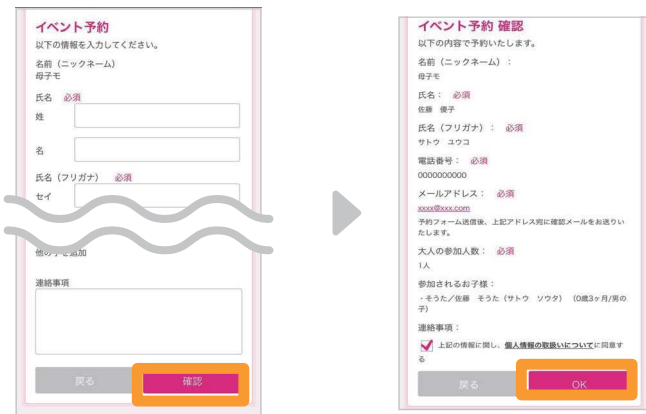 イベント予約
以下の情報を入力してください。
名前（ニックネーム）
母子モ
氏名 必須
姓
名
氏名（フリガナ） 必須
セイ
他の子を追加
連絡事項
戻る
確認
イベント予約 確認
以下の内容で予約いたします。
名前（ニックネーム）：
母子モ
氏名： 必須
佐藤 優子
氏名（フリガナ）： 必須
サトウ ユウコ
電話番号： 必須
0000000000
メールアドレス： 必須
xxxx@xxx.com
予約フォーム送信後、上記アドレス宛に確認メールをお送りい
たします。
大人の参加人数： 必須
1人
参加されるお子様：
・そうた／佐藤 そうた（サトウ ソウタ）（0歳3ヶ月/男の
子）
連絡事項：
上記の情報に関し、個人情報の取扱いについてに同意す
る
戻る
OK